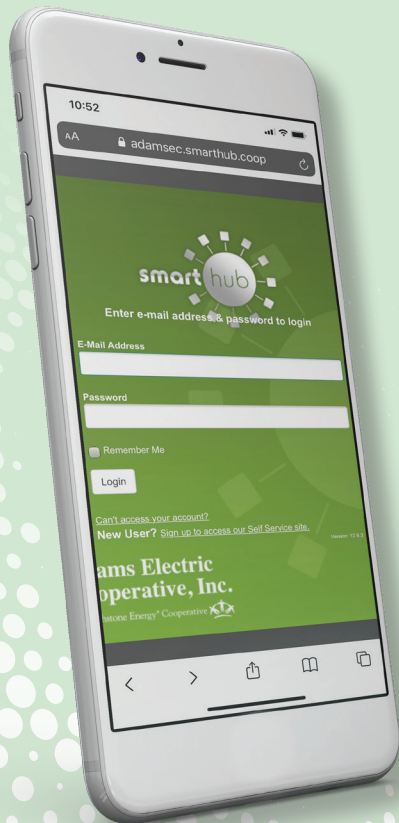 10:52
AA adamsec.smarthub.coop
smart hub
Enter e-mail address & password to login
E-Mail Address
Password
Remember Me
Login
Can't access your account?
New User? Sign up to access our Self Service site.
ams Electric
operative, Inc.
stone Energy® Cooperative